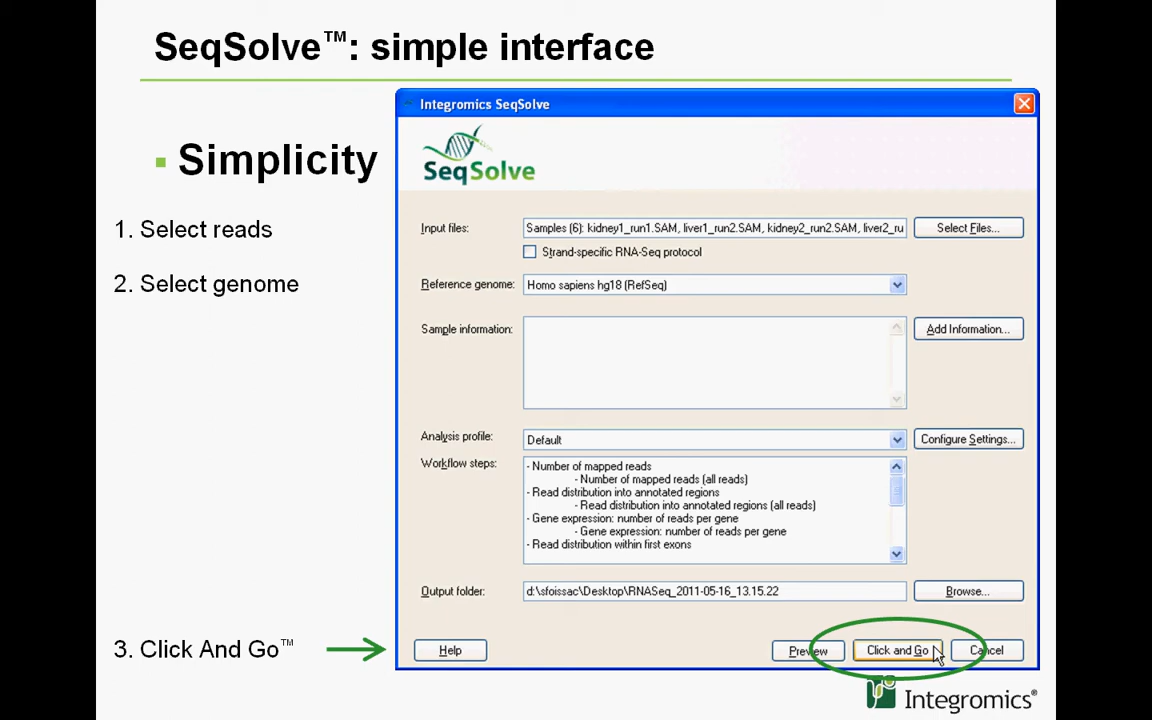 SeqSolve™: simple interface
Integromics SeqSolve
SeqSolve
▪ Simplicity
1. Select reads
Input files:
Samples (6): kidney1_run1.SAM, liver1_run2.SAM, kidney2_run2.SAM, liver2_ru
Select Files...
Strand-specific RNA-Seq protocol
2. Select genome
Reference genome:
Homo sapiens hg18 (RefSeq)
Sample information:
Add Information...
Analysis profile:
Default
Configure Settings...
Workflow steps:
- Number of mapped reads
- Number of mapped reads (all reads)
- Read distribution into annotated regions
- Read distribution into annotated regions (all reads)
- Gene expression: number of reads per gene
- Gene expression: number of reads per gene
- Read distribution within first exons
Output folder:
d:\sfoissac\Desktop\RNASeq_2011-05-16_13.15.22
Browse...
3. Click And Go™
Help
Preview
Click and Go
Cancel
Integromics®